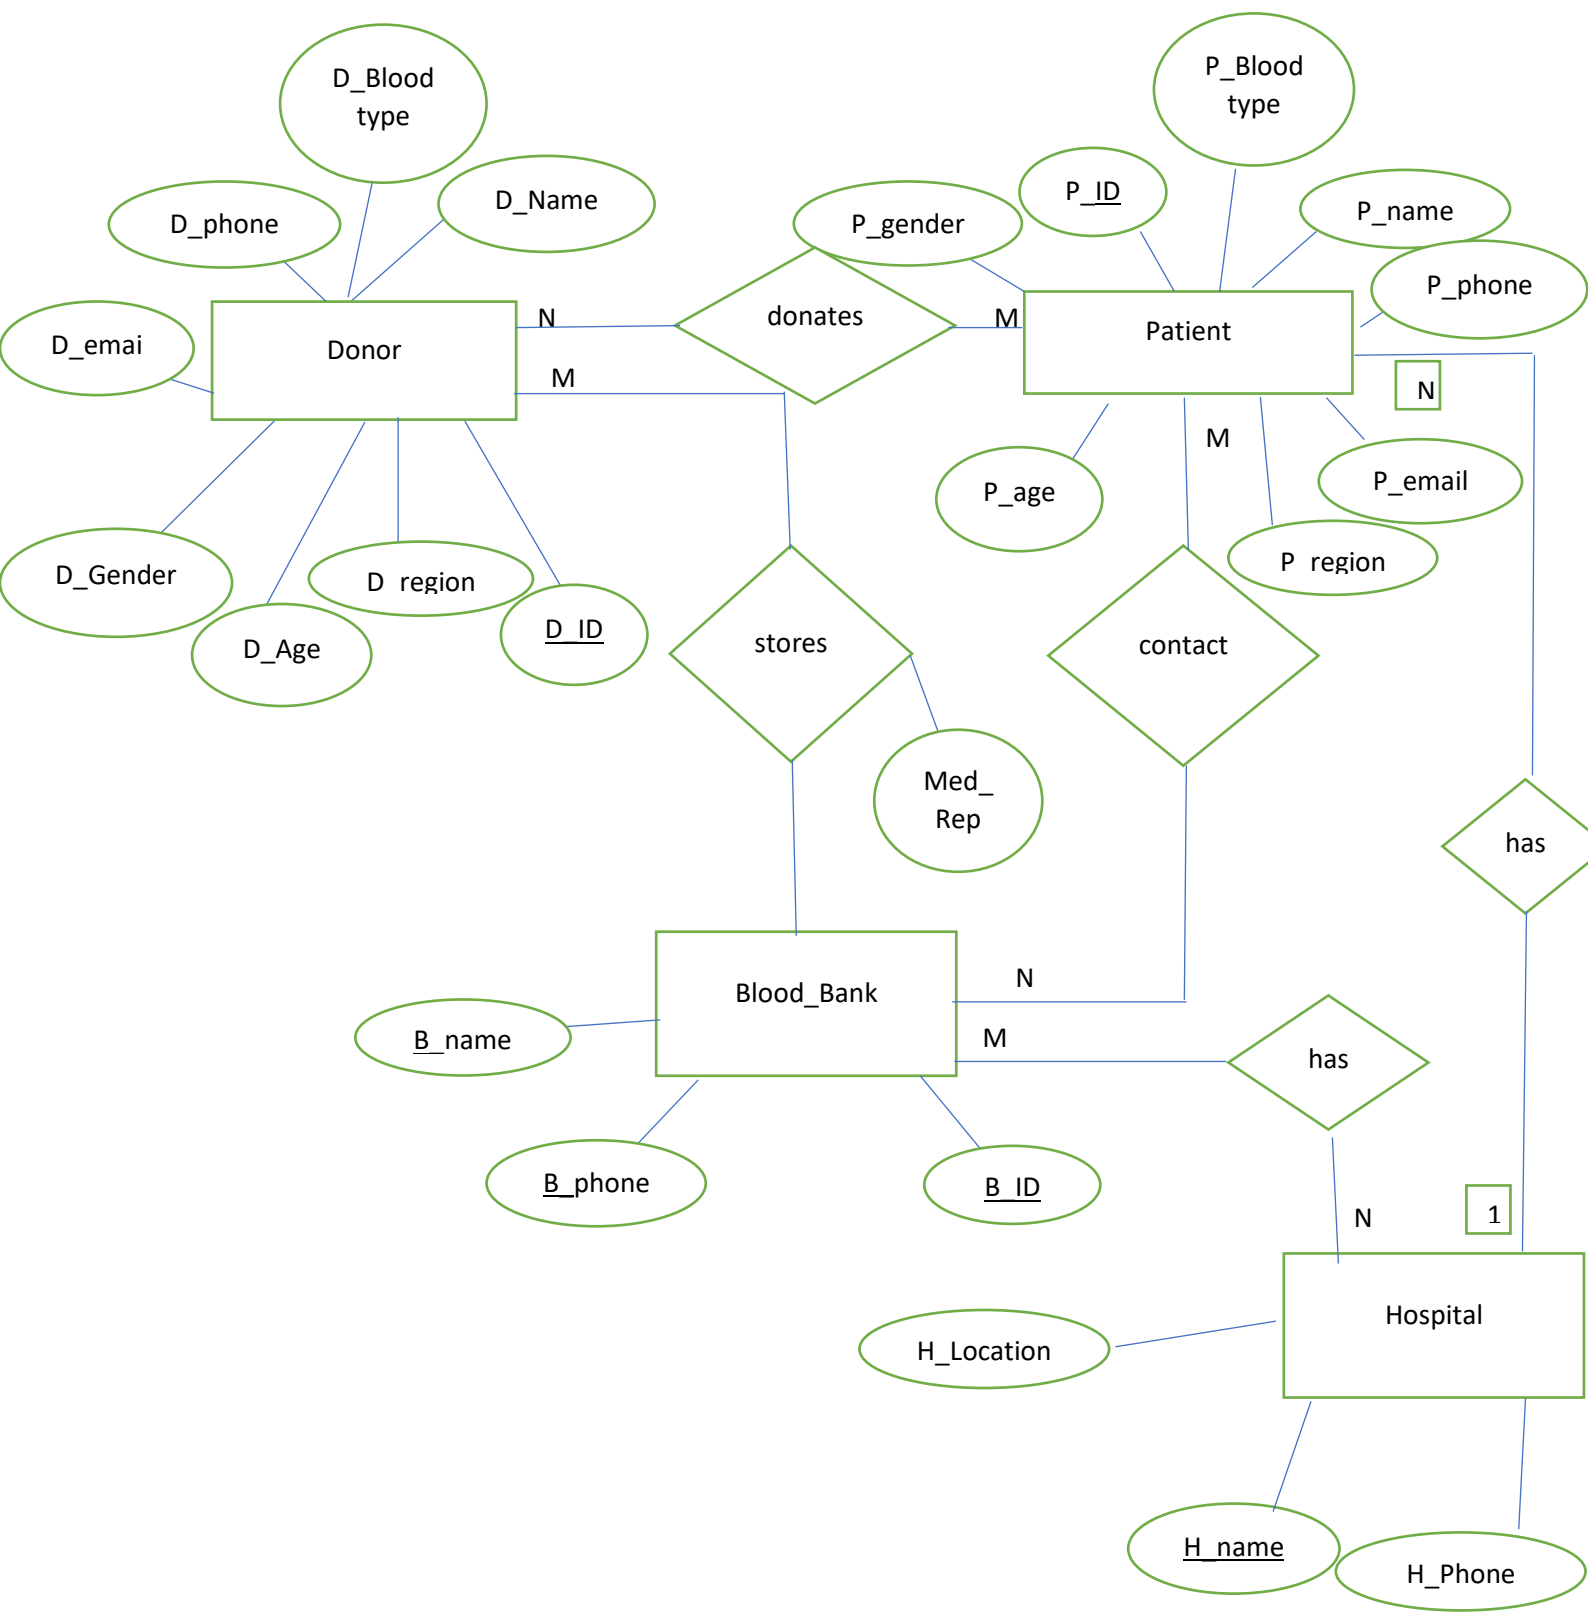 D_Blood
type
P_Blood
type
P_ID
D_Name
P_name
D_phone
P_gender
P_phone
N
donates
M
Patient
D_emai
Donor
M
N
M
P_email
P_age
P_region
D_Gender
D_region
D_ID
D_Age
stores
contact
Med_
Rep
has
N
Blood_Bank
B_name
M
has
B_phone
B_ID
N
1
Hospital
H_Location
H_name
H_Phone